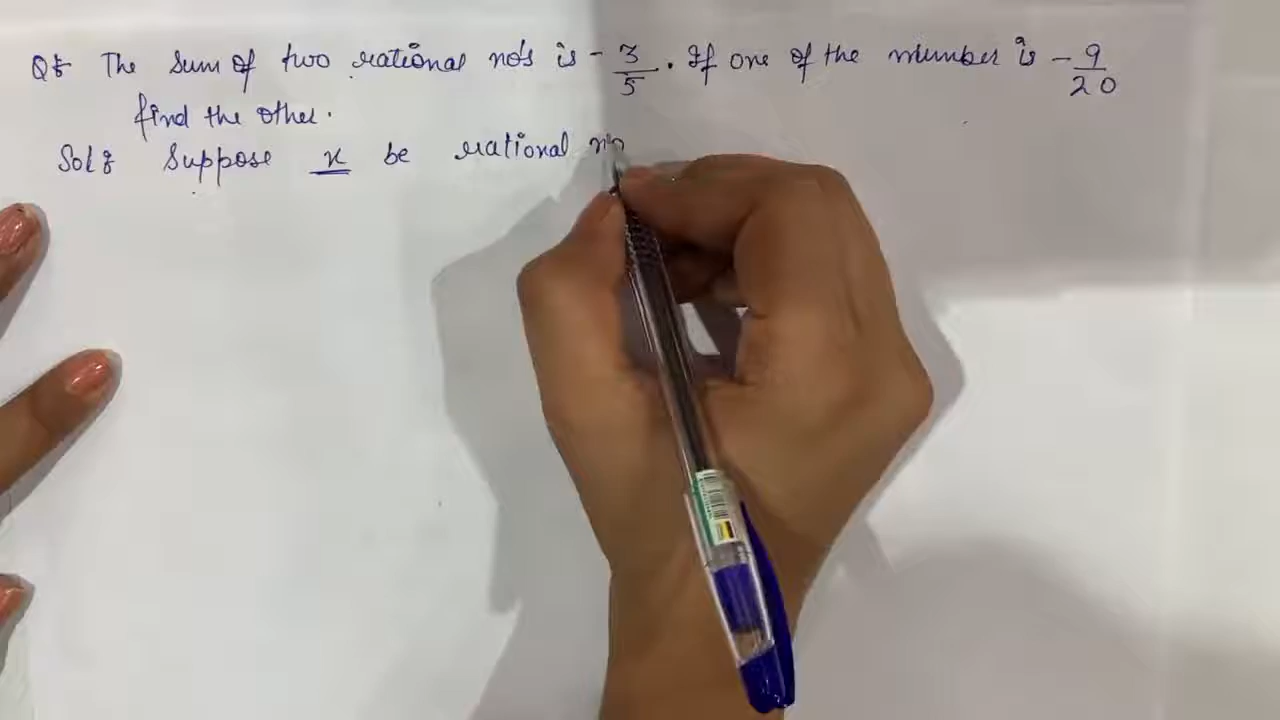 Q: The sum of two rational no's is -3/5. If one of the number is -9/20
find the other.
Sol: Suppose x be rational no